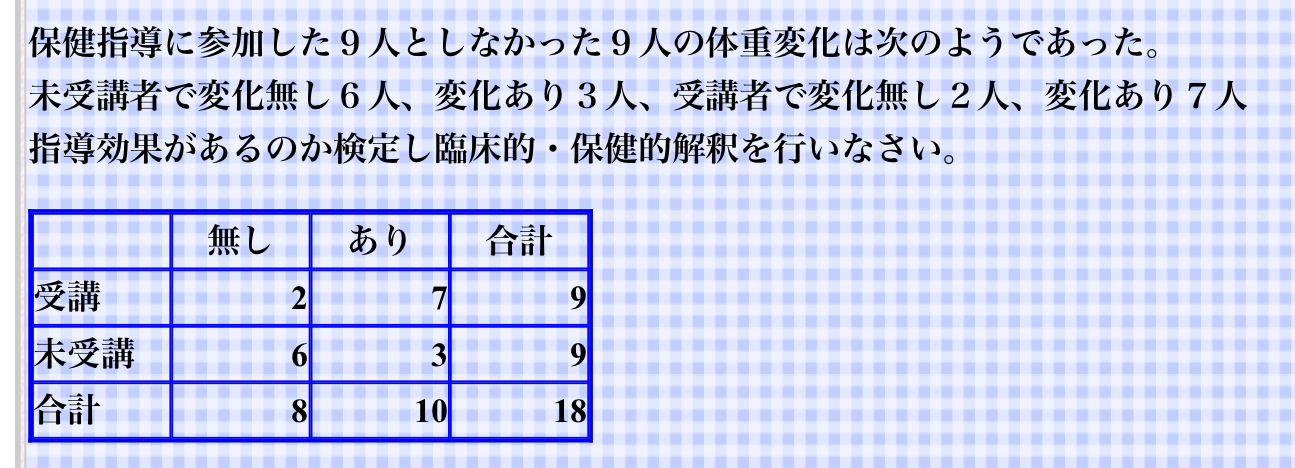 保健指導に参加した９人としなかった９人の体重変化は次のようであった。
未受講者で変化無し６人、変化あり３人、受講者で変化無し２人、変化あり７人
指導効果があるのか検定し臨床的・保健的解釈を行いなさい。
無し あり 合計
受講 2 7 9
未受講 6 3 9
合計 8 10 18